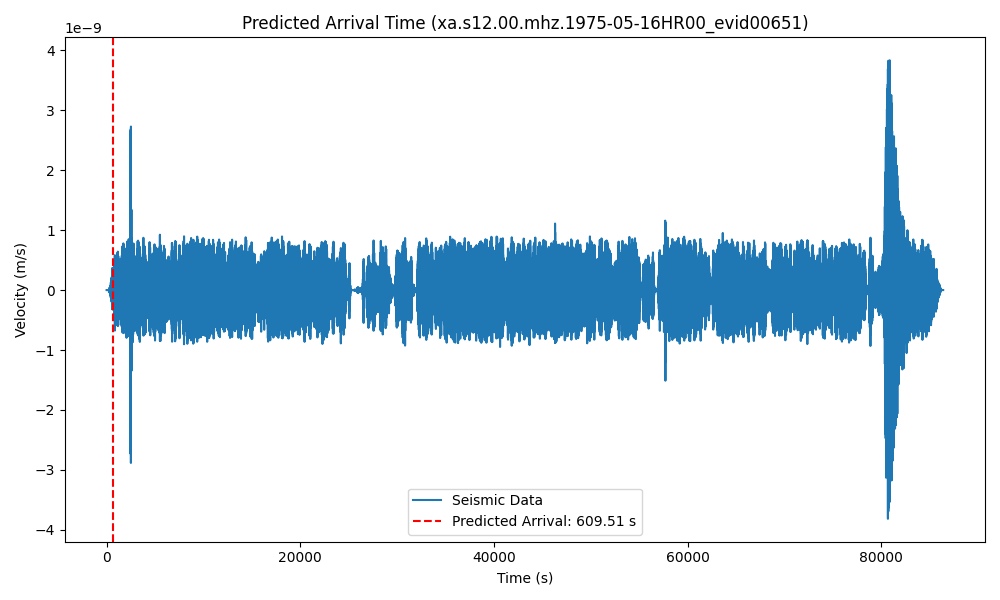 Predicted Arrival Time (xa.s12.00.mhz.1975-05-16HR00_evid00651)
1e−9
4
3
2
1
0
−1
−2
−3
−4
Velocity (m/s)
Seismic Data
Predicted Arrival: 609.51 s
0 20000 40000 60000 80000
Time (s)